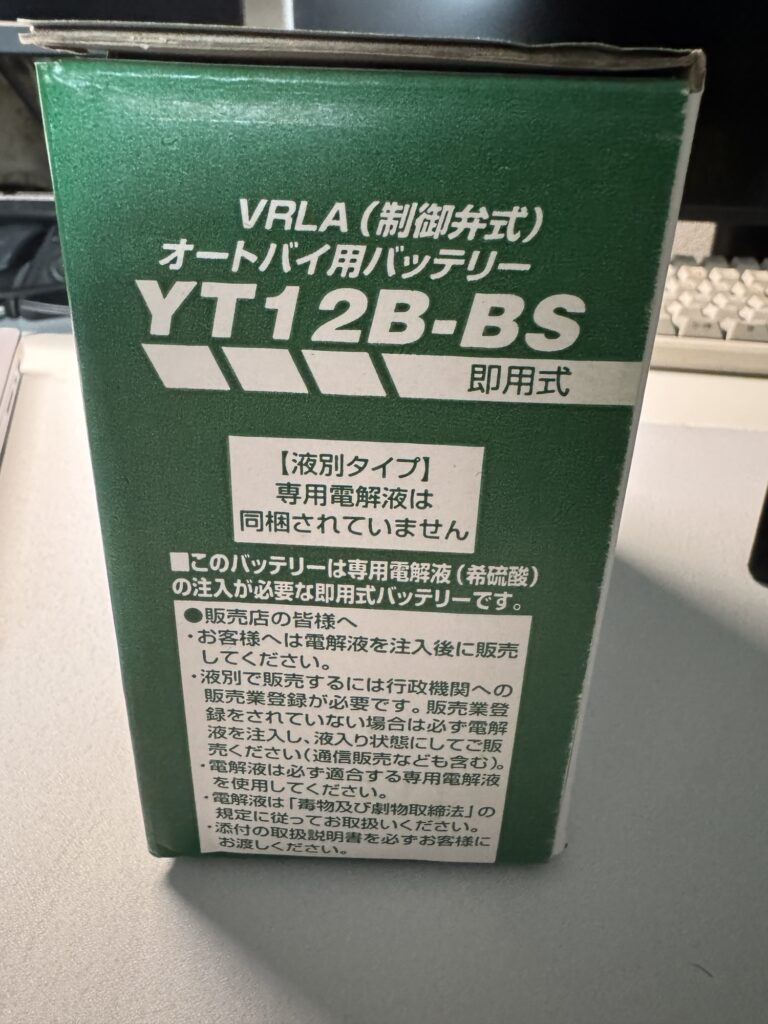 VRLA(制御弁式)
オートバイ用バッテリー
YT12B-BS
即用式
【液別タイプ】
専用電解液は
同梱されていません
■このバッテリーは専用電解液(希硫酸)
の注入が必要な即用式バッテリーです。
●販売店の皆様へ
・お客様へは電解液を注入後に販売
してください。
・液別で販売するには行政機関への
販売業登録が必要です。販売業登
録をされていない場合は必ず電解
液を注入し、液入り状態にしてご販
売ください(通信販売なども含む)。
・電解液は必ず適合する専用電解液
を使用してください。
・電解液は「毒物及び劇物取締法」の
規定に従ってお取扱いください。
・添付の取扱説明書を必ずお客様に
お渡しください。